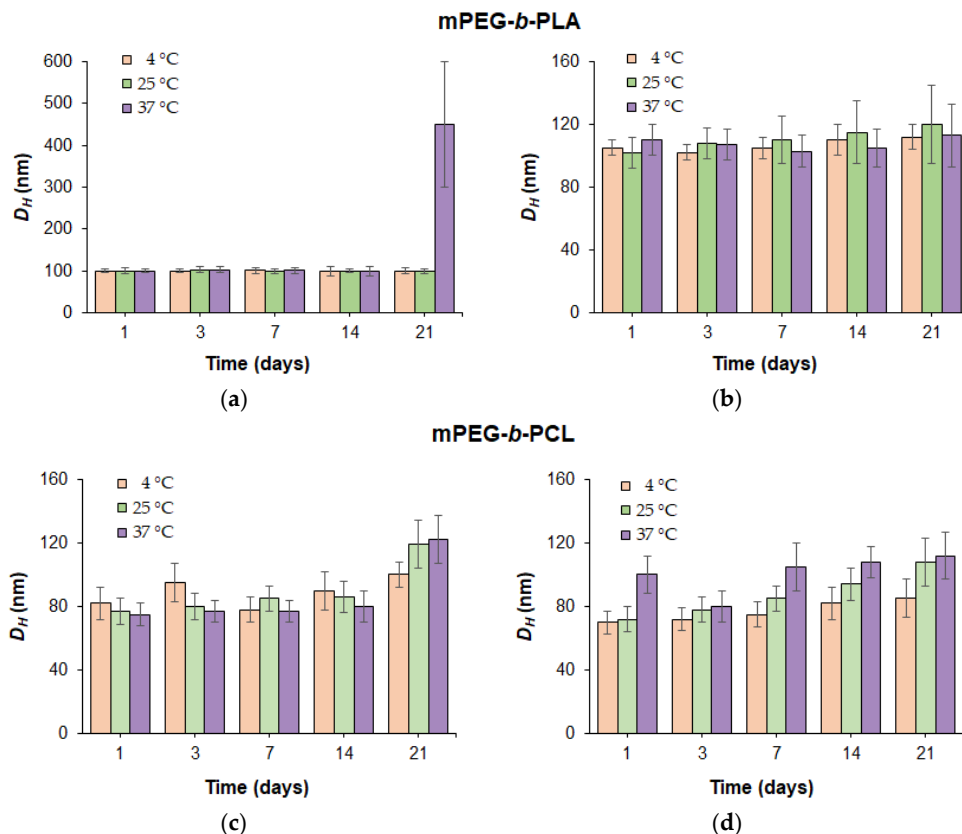 mPEG-b-PLA
600
500
400
300
200
100
0
D_H (nm)
4 °C
25 °C
37 °C
1 3 7 14 21
Time (days)
(a)
160
120
80
40
0
D_H (nm)
4 °C
25 °C
37 °C
1 3 7 14 21
Time (days)
(b)
mPEG-b-PCL
160
120
80
40
0
D_H (nm)
4 °C
25 °C
37 °C
1 3 7 14 21
Time (days)
(c)
160
120
80
40
0
D_H (nm)
4 °C
25 °C
37 °C
1 3 7 14 21
Time (days)
(d)